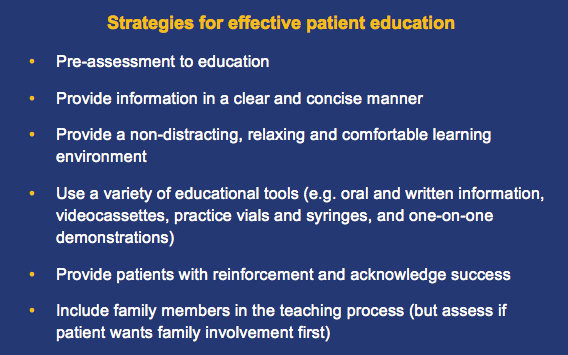 Strategies for effective patient education
• Pre-assessment to education
• Provide information in a clear and concise manner
• Provide a non-distracting, relaxing and comfortable learning
environment
• Use a variety of educational tools (e.g. oral and written information,
videocassettes, practice vials and syringes, and one-on-one
demonstrations)
• Provide patients with reinforcement and acknowledge success
• Include family members in the teaching process (but assess if
patient wants family involvement first)